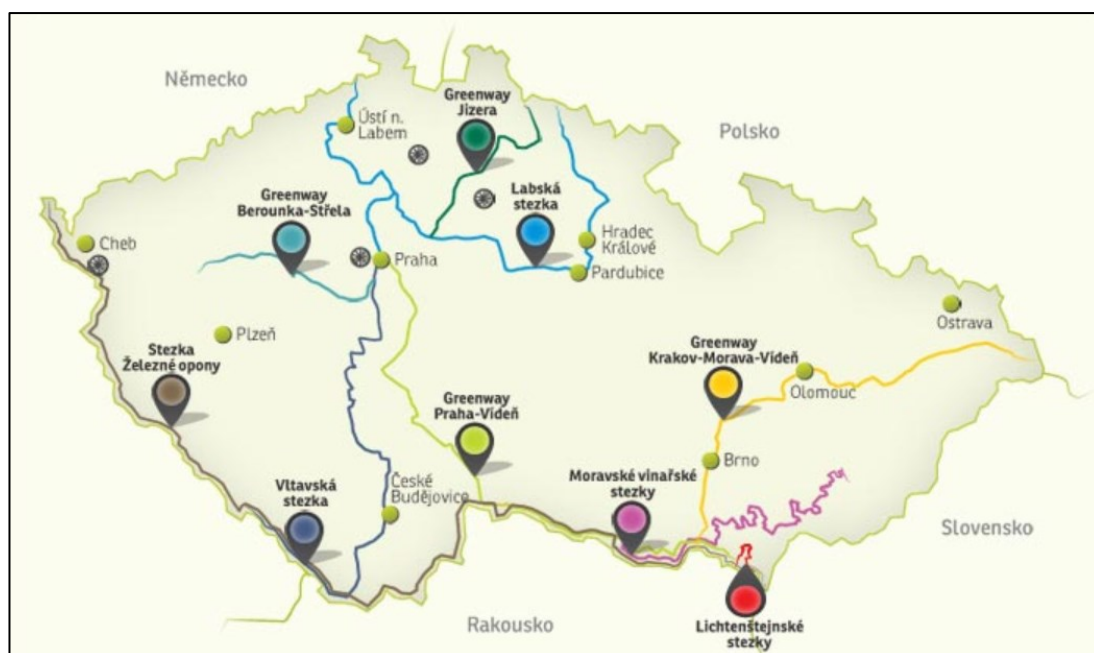 Německo
Greenway
Jizera
Ústí n.
Labem
Polsko
Greenway
Berounka-Střela
Labská
stezka
Cheb
Hradec
Králové
Praha
Pardubice
Plzeň
Ostrava
Stezka
Železné opony
Greenway
Krakov-Morava-Vídeň
Olomouc
Greenway
Praha-Vídeň
Brno
Vltavská
stezka
České
Budějovice
Moravské vinařské
stezky
Slovensko
Rakousko
Lichtenštejnské
stezky